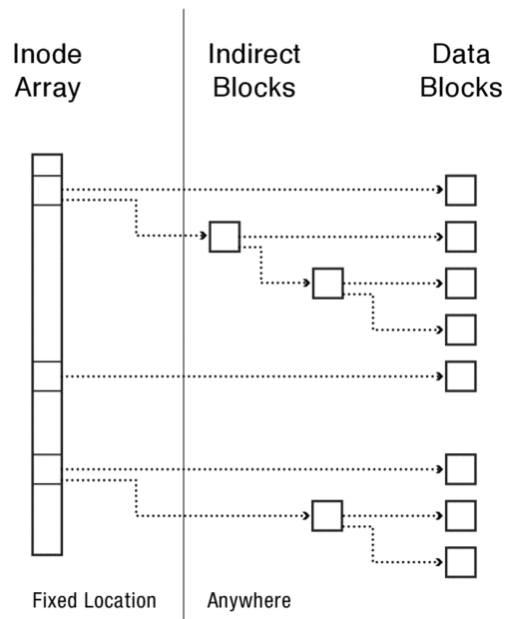 Inode
Array
Indirect
Blocks
Data
Blocks
Fixed Location
Anywhere